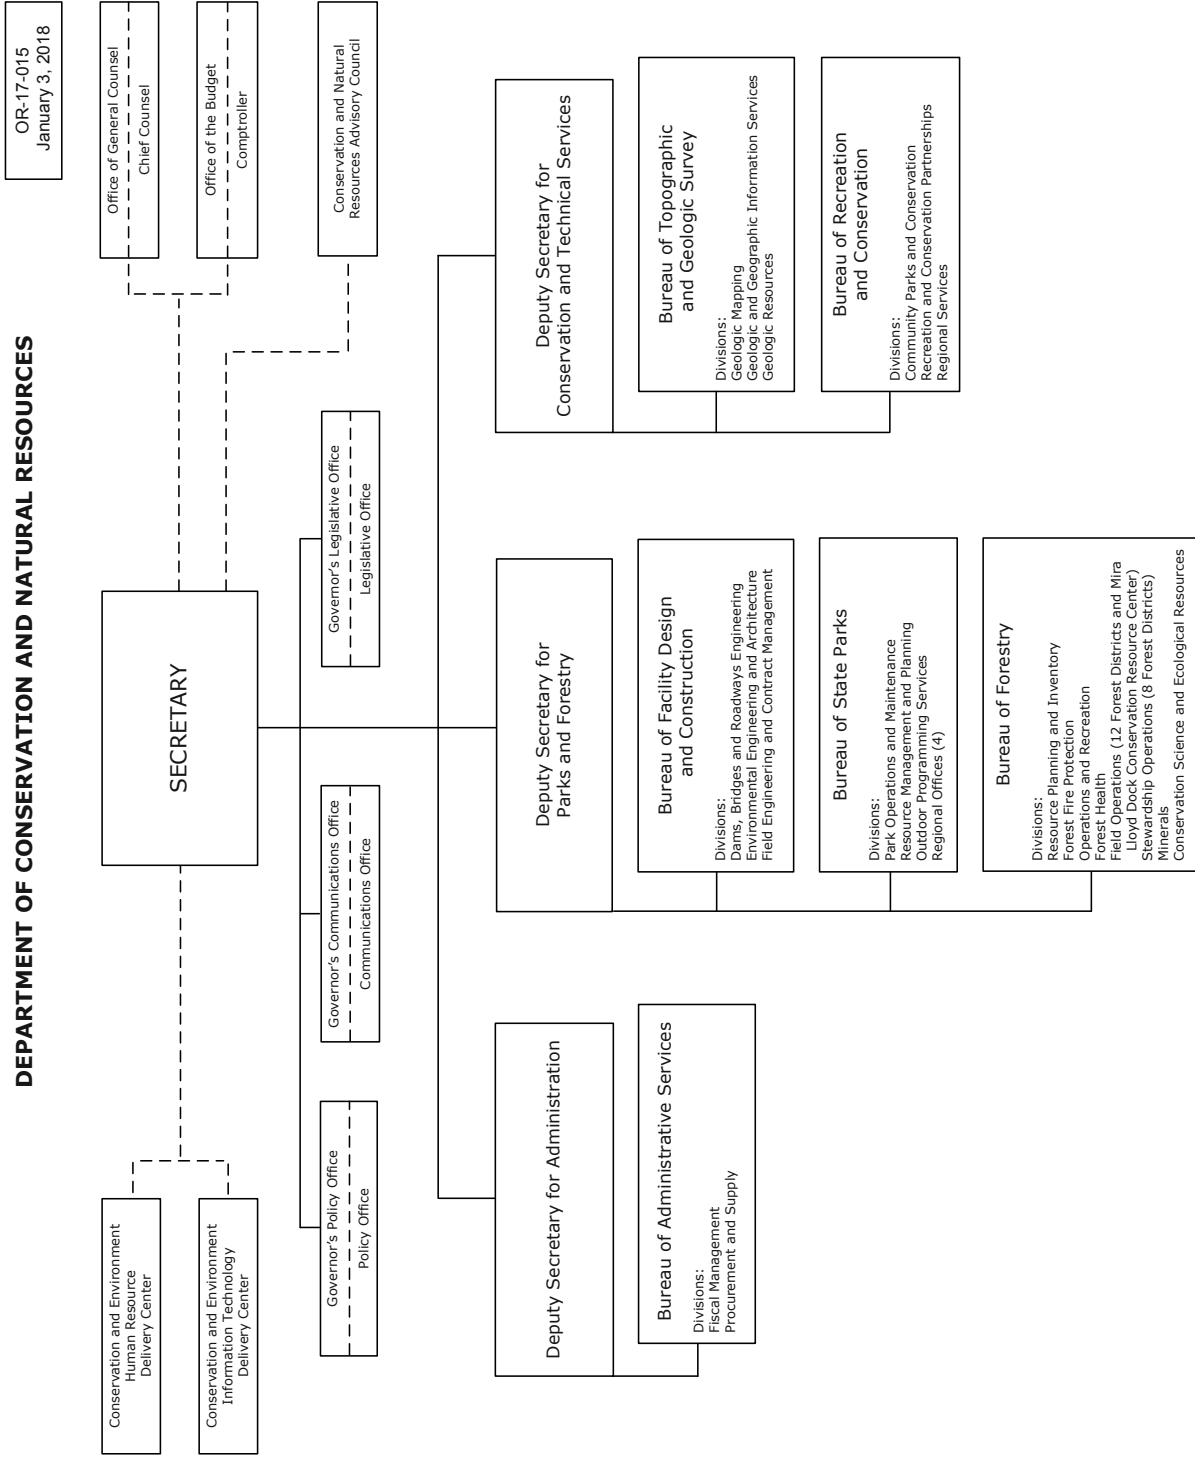 DEPARTMENT OF CONSERVATION AND NATURAL RESOURCES
OR-17-015
January 3, 2018
Conservation and Environment
Human Resource
Delivery Center
Conservation and Environment
Information Technology
Delivery Center
SECRETARY
Office of General Counsel
Chief Counsel
Office of the Budget
Comptroller
Conservation and Natural
Resources Advisory Council
Governor's Policy Office
Policy Office
Governor's Communications Office
Communications Office
Governor's Legislative Office
Legislative Office
Deputy Secretary for Administration
Bureau of Administrative Services
Divisions:
Fiscal Management
Procurement and Supply
Deputy Secretary for
Parks and Forestry
Bureau of Facility Design
and Construction
Divisions:
Dams, Bridges and Roadways Engineering
Environmental Engineering and Architecture
Field Engineering and Contract Management
Bureau of State Parks
Divisions:
Park Operations and Maintenance
Resource Management and Planning
Outdoor Programming Services
Regional Offices (4)
Bureau of Forestry
Divisions:
Resource Planning and Inventory
Forest Fire Protection
Operations and Recreation
Forest Health
Field Operations (12 Forest Districts and Mira
Lloyd Dock Conservation Resource Center)
Stewardship Operations (8 Forest Districts)
Minerals
Conservation Science and Ecological Resources
Deputy Secretary for
Conservation and Technical Services
Bureau of Topographic
and Geologic Survey
Divisions:
Geologic Mapping
Geologic and Geographic Information Services
Geologic Resources
Bureau of Recreation
and Conservation
Divisions:
Community Parks and Conservation
Recreation and Conservation Partnerships
Regional Services